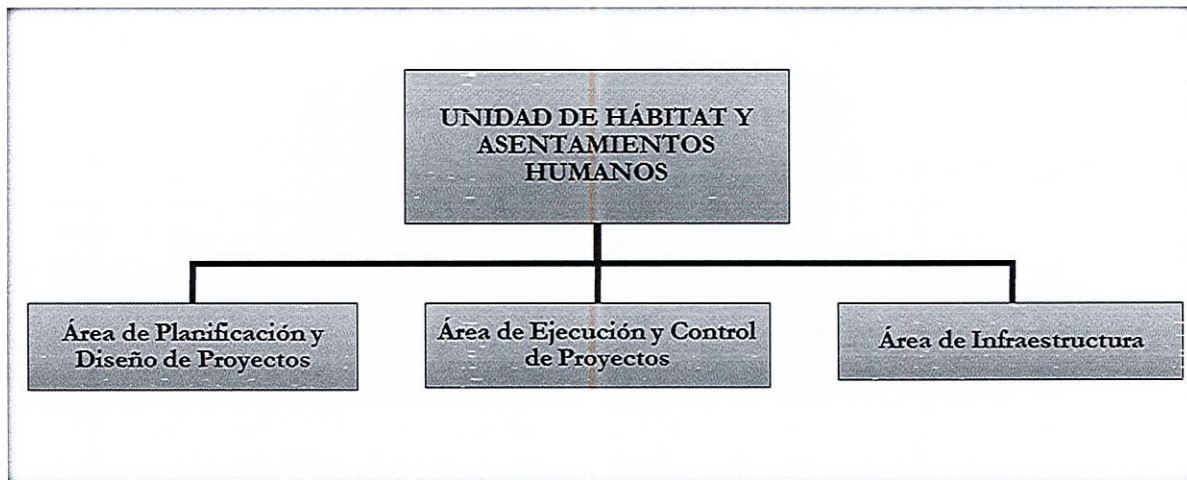 UNIDAD DE HÁBITAT Y
ASENTAMIENTOS
HUMANOS
Área de Planificación y
Diseño de Proyectos
Área de Ejecución y Control
de Proyectos
Área de Infraestructura